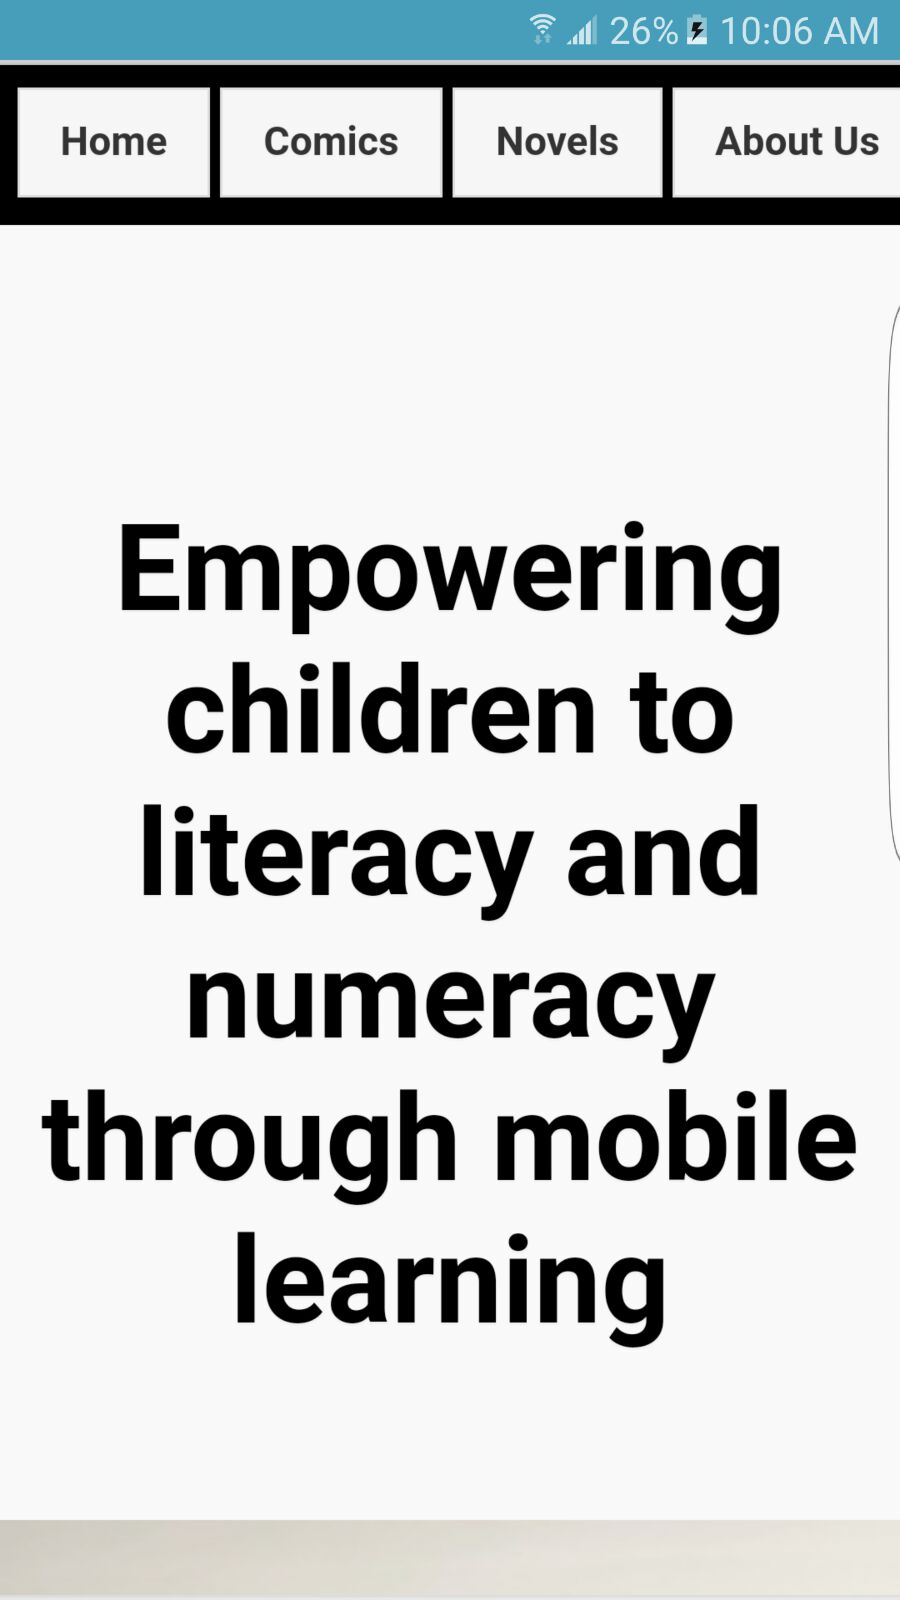 26% 10:06 AM
Home Comics Novels About Us
Empowering
children to
literacy and
numeracy
through mobile
learning